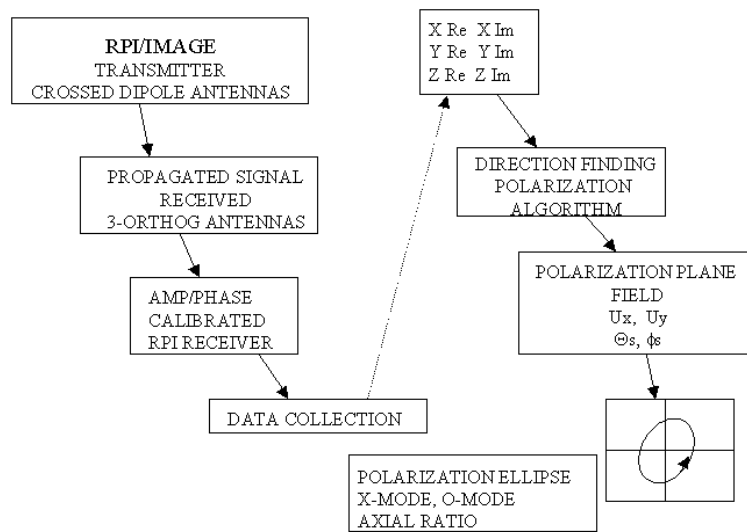 RPI/IMAGE
TRANSMITTER
CROSSED DIPOLE ANTENNAS
PROPAGATED SIGNAL
RECEIVED
3-ORTHOG ANTENNAS
AMP/PHASE
CALIBRATED
RPI RECEIVER
DATA COLLECTION
X Re X Im
Y Re Y Im
Z Re Z Im
DIRECTION FINDING
POLARIZATION
ALGORITHM
POLARIZATION PLANE
FIELD
Ux, Uy
Θs, ϕs
POLARIZATION ELLIPSE
X-MODE, O-MODE
AXIAL RATIO